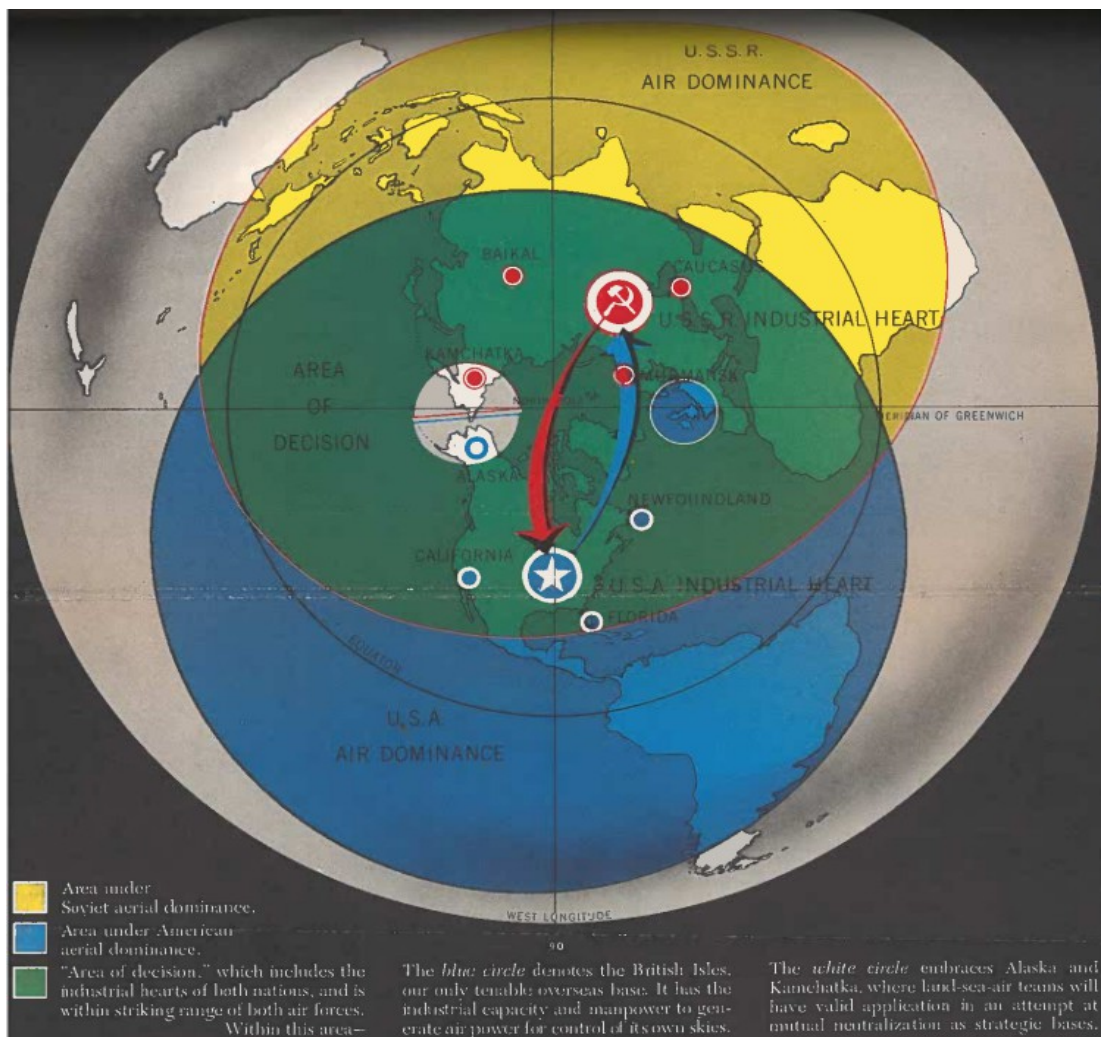 U.S.S.R.
AIR DOMINANCE
BAIKAL
CAUCASUS
U.S.S.R. INDUSTRIAL HEART
KAMCHATKA
MURMANSK
AREA
OF
DECISION
NORTH POLE
MERIDIAN OF GREENWICH
ALASKA
NEWFOUNDLAND
CALIFORNIA
U.S.A. INDUSTRIAL HEART
FLORIDA
EQUATOR
U.S.A.
AIR DOMINANCE
WEST LONGITUDE
90
Area under
Soviet aerial dominance.
Area under American
aerial dominance.
"Area of decision," which includes the
industrial hearts of both nations, and is
within striking range of both air forces.
Within this area—
The blue circle denotes the British Isles,
our only tenable overseas base. It has the
industrial capacity and manpower to gen-
erate air power for control of its own skies.
The white circle embraces Alaska and
Kamchatka, where land-sea-air teams will
have valid application in an attempt at
mutual neutralization as strategic bases.